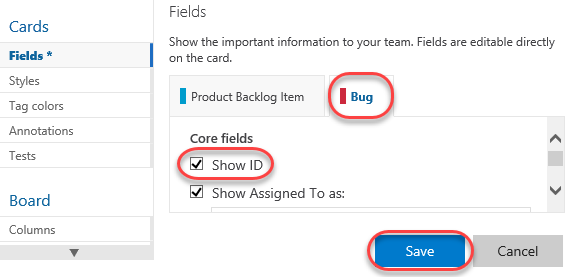 Cards
Fields *
Styles
Tag colors
Annotations
Tests
Board
Columns
Fields
Show the important information to your team. Fields are editable directly
on the card.
Product Backlog Item
Bug
Core fields
Show ID
Show Assigned To as:
Save
Cancel